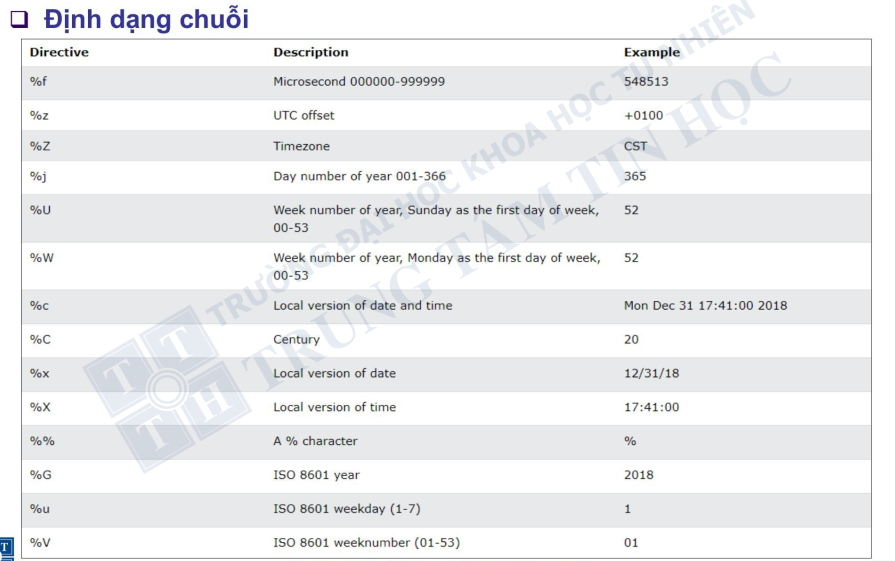 Định dạng chuỗi
Directive Description Example
%f Microsecond 000000-999999 548513
%z UTC offset +0100
%Z Timezone CST
%j Day number of year 001-366 365
%U Week number of year, Sunday as the first day of week, 52
00-53
%W Week number of year, Monday as the first day of week, 52
00-53
%c Local version of date and time Mon Dec 31 17:41:00 2018
%C Century 20
%x Local version of date 12/31/18
%X Local version of time 17:41:00
%% A % character %
%G ISO 8601 year 2018
%u ISO 8601 weekday (1-7) 1
%V ISO 8601 weeknumber (01-53) 01
TRƯỜNG ĐẠI HỌC KHOA HỌC TỰ NHIÊN
TRUNG TÂM TIN HỌC
T T
T H
T